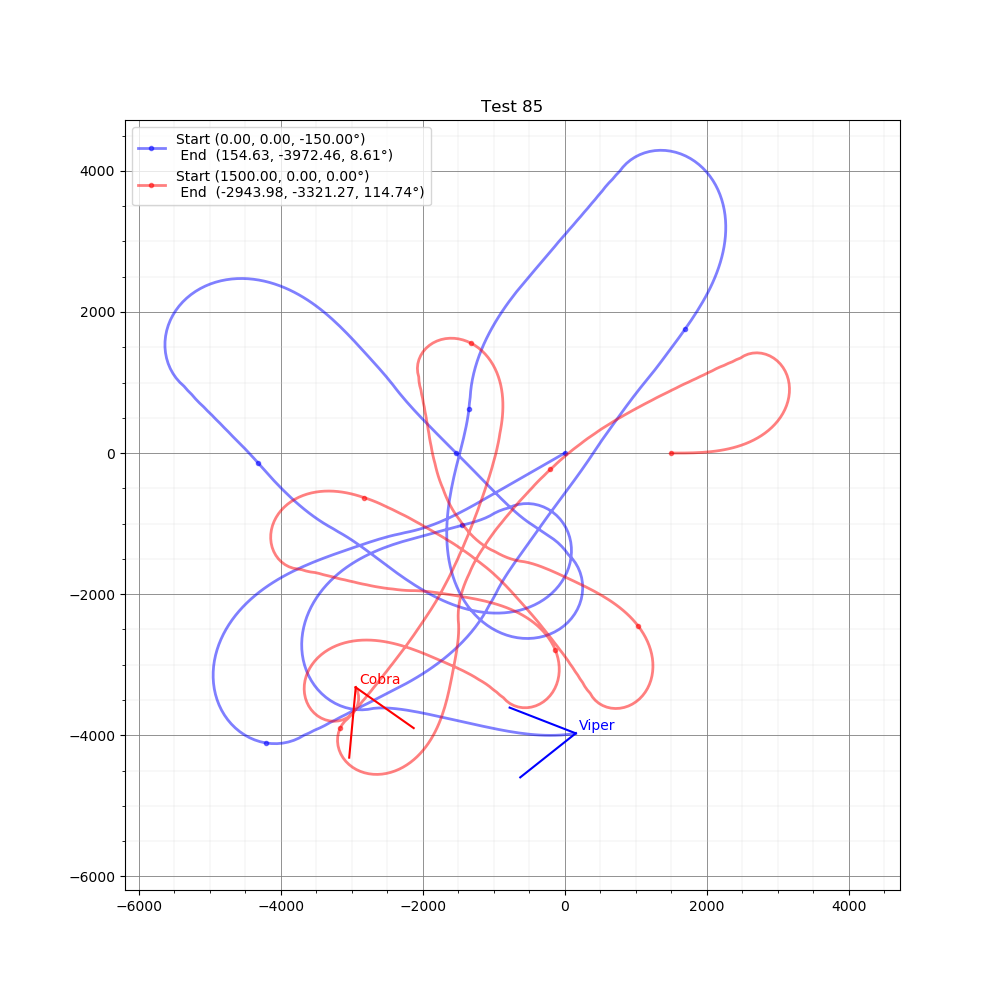 Test 85
Start (0.00, 0.00, -150.00°)
End  (154.63, -3972.46, 8.61°)
Start (1500.00, 0.00, 0.00°)
End  (-2943.98, -3321.27, 114.74°)
4000
2000
0
−2000
−4000
−6000
Cobra
Viper
−6000 −4000 −2000 0 2000 4000